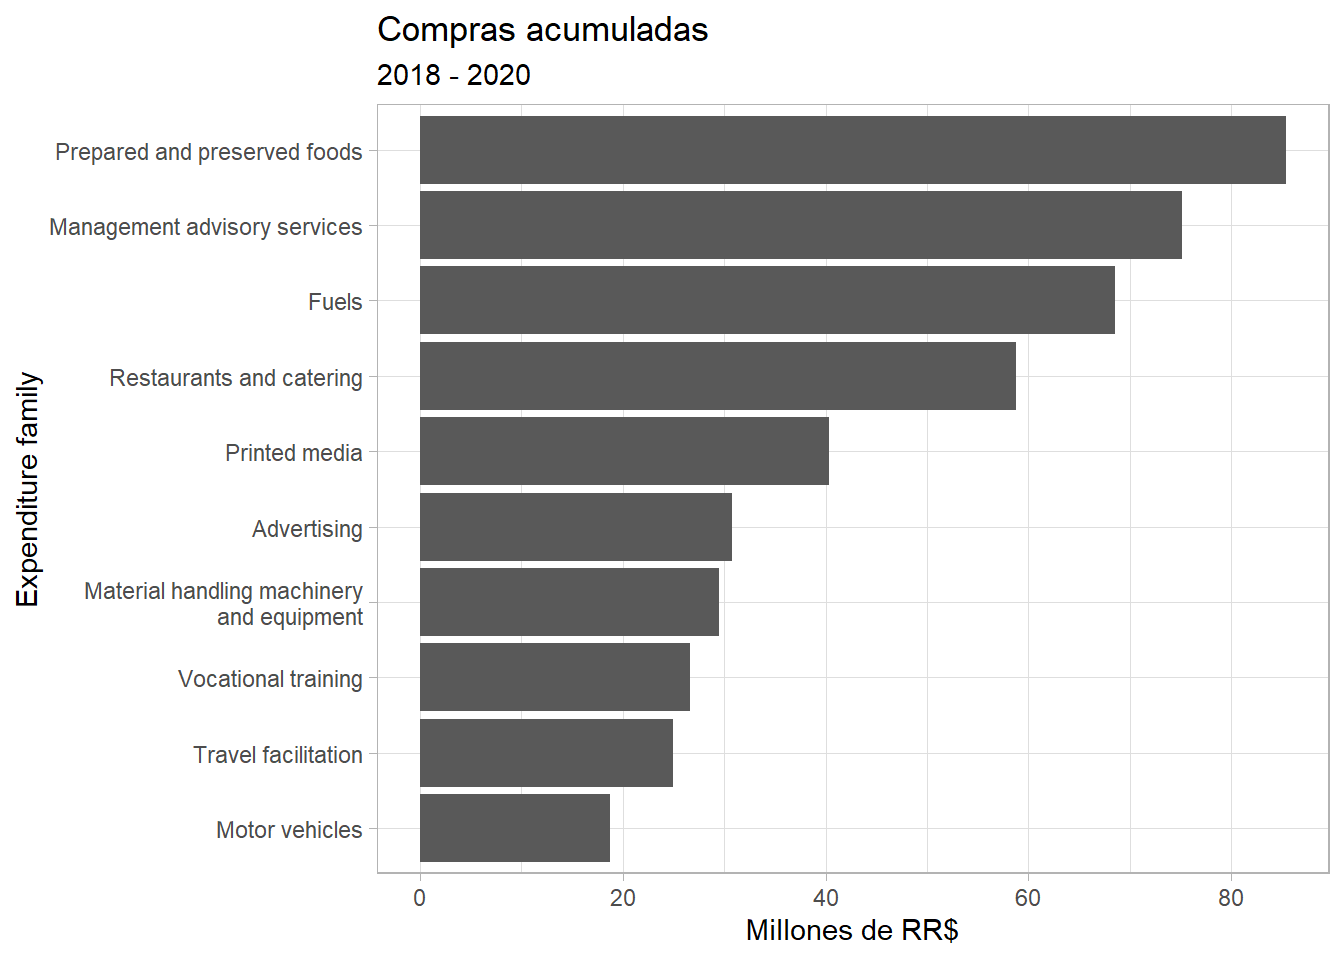 Compras acumuladas
2018 - 2020
Expenditure family
Prepared and preserved foods
Management advisory services
Fuels
Restaurants and catering
Printed media
Advertising
Material handling machinery
and equipment
Vocational training
Travel facilitation
Motor vehicles
0 20 40 60 80
Millones de RR$